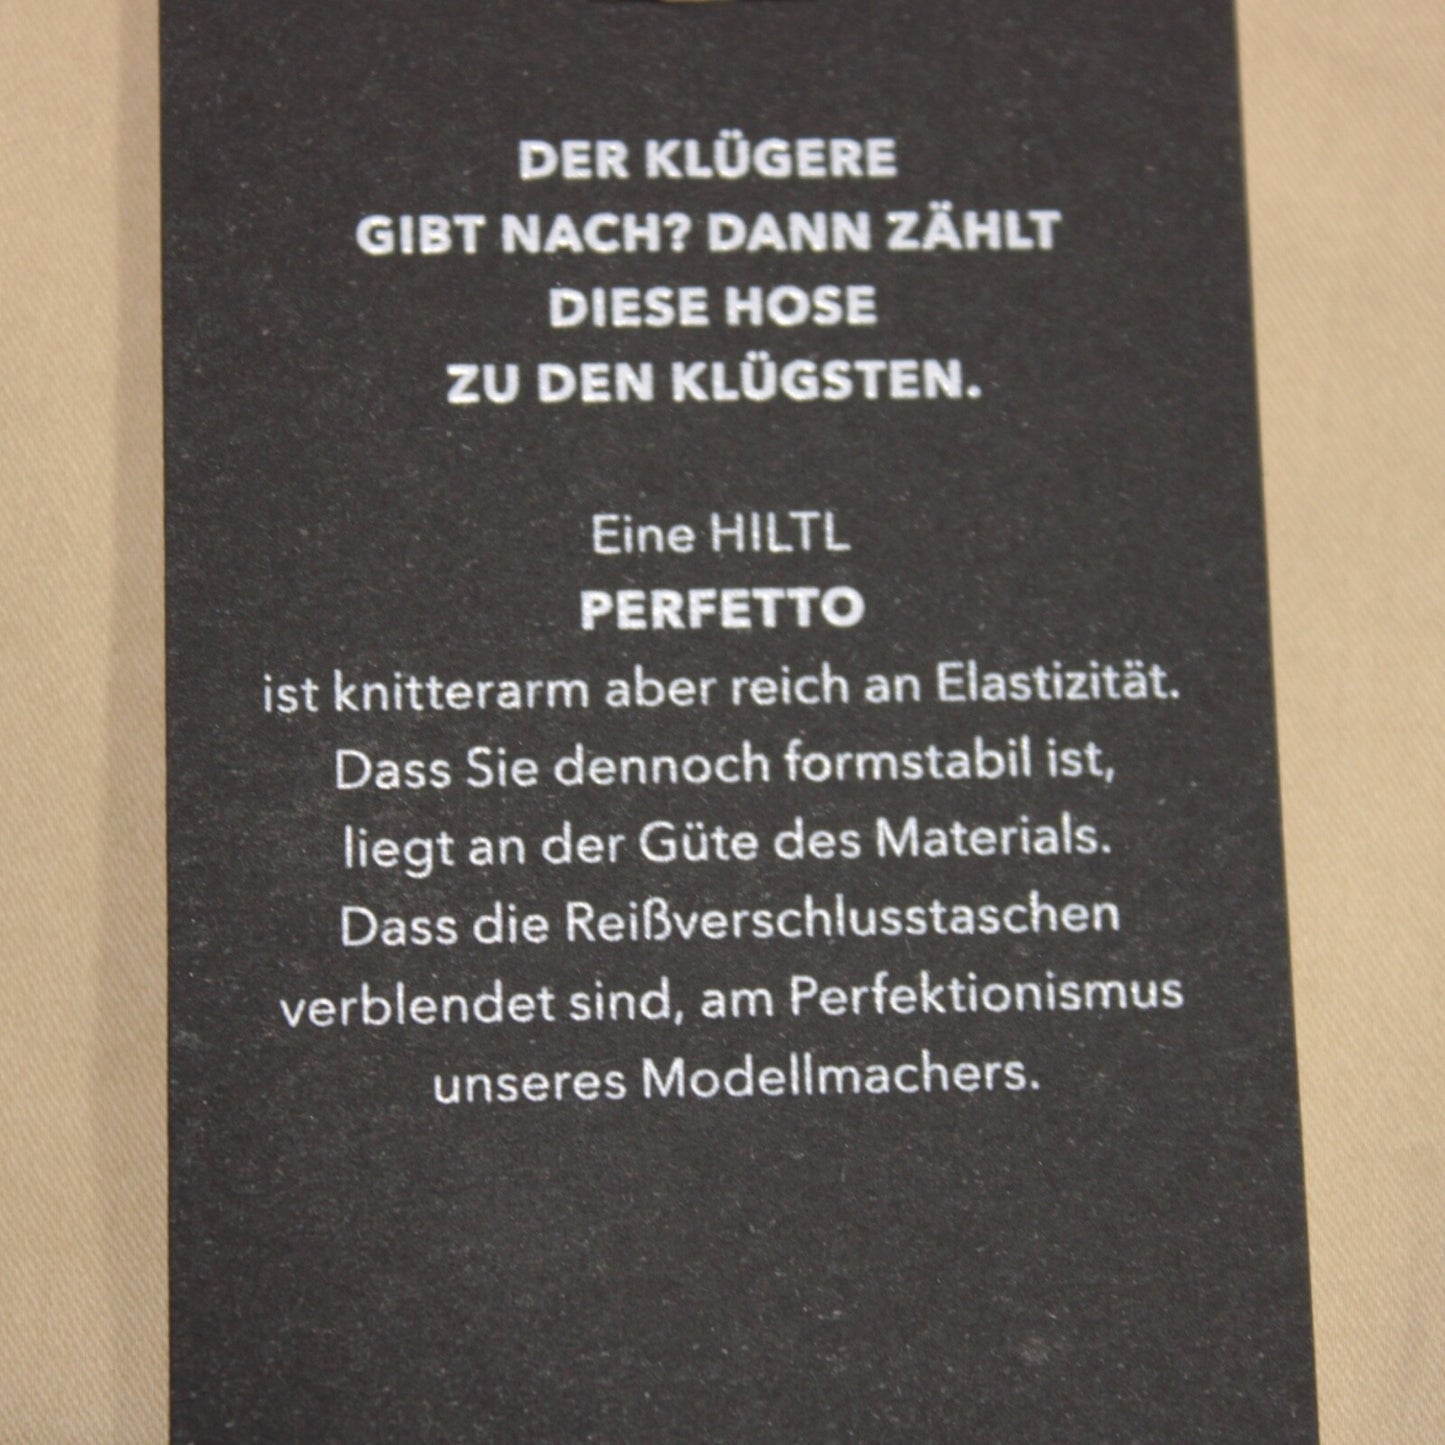 DER KLÜGERE
GIBT NACH? DANN ZÄHLT
DIESE HOSE
ZU DEN KLÜGSTEN.
Eine HILTL
PERFETTO
ist knitterarm aber reich an Elastizität.
Dass Sie dennoch formstabil ist,
liegt an der Güte des Materials.
Dass die Reißverschlusstaschen
verblendet sind, am Perfektionismus
unseres Modellmachers.